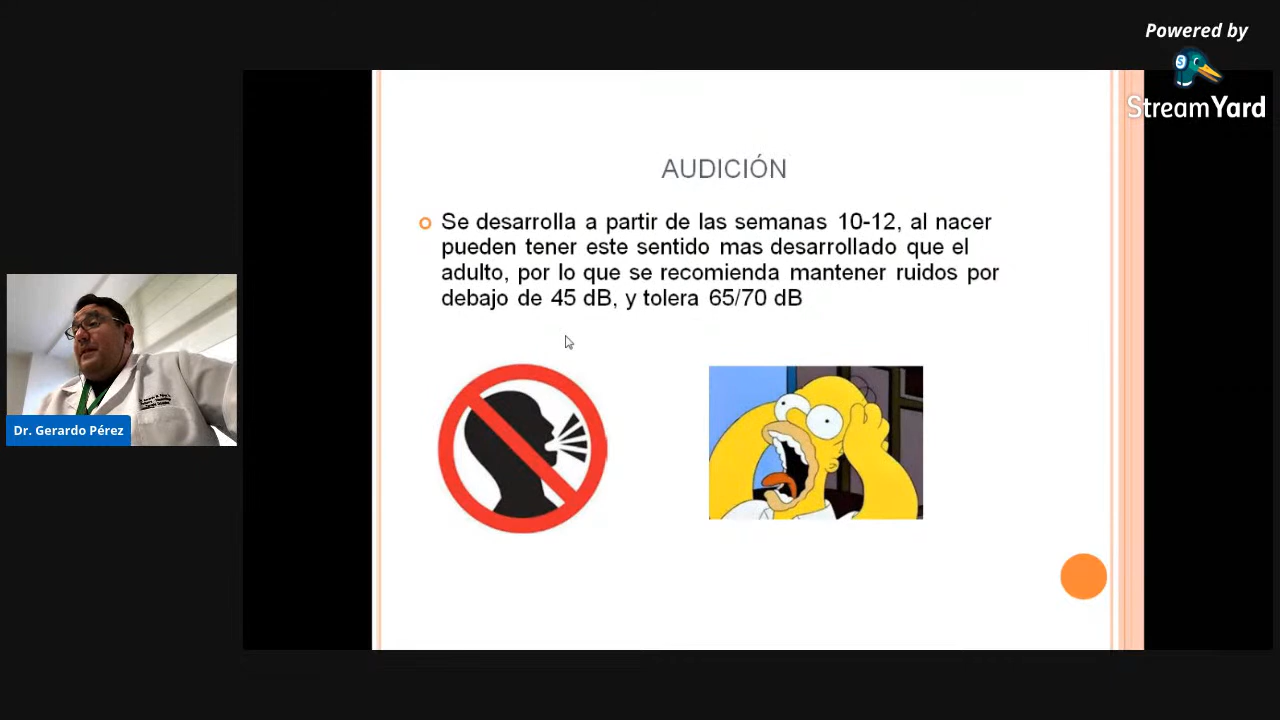 Powered by
StreamYard
AUDICIÓN
Se desarrolla a partir de las semanas 10-12, al nacer
pueden tener este sentido mas desarrollado que el
adulto, por lo que se recomienda mantener ruidos por
debajo de 45 dB, y tolera 65/70 dB
Dr. Gerardo Pérez